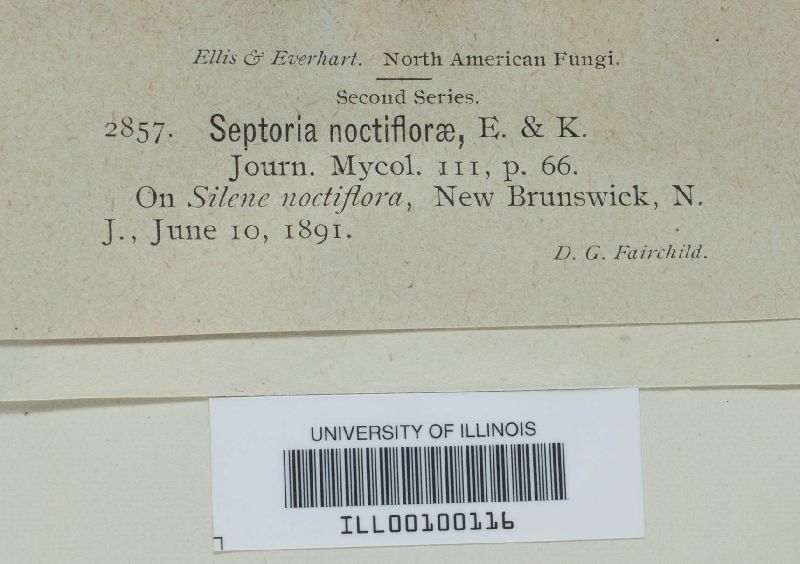 Ellis & Everhart. North American Fungi.
Second Series.
2857. Septoria noctifloræ, E. & K.
Journ. Mycol. III, p. 66.
On Silene noctiflora, New Brunswick, N.
J., June 10, 1891.
D. G. Fairchild.
UNIVERSITY OF ILLINOIS
ILL00100116